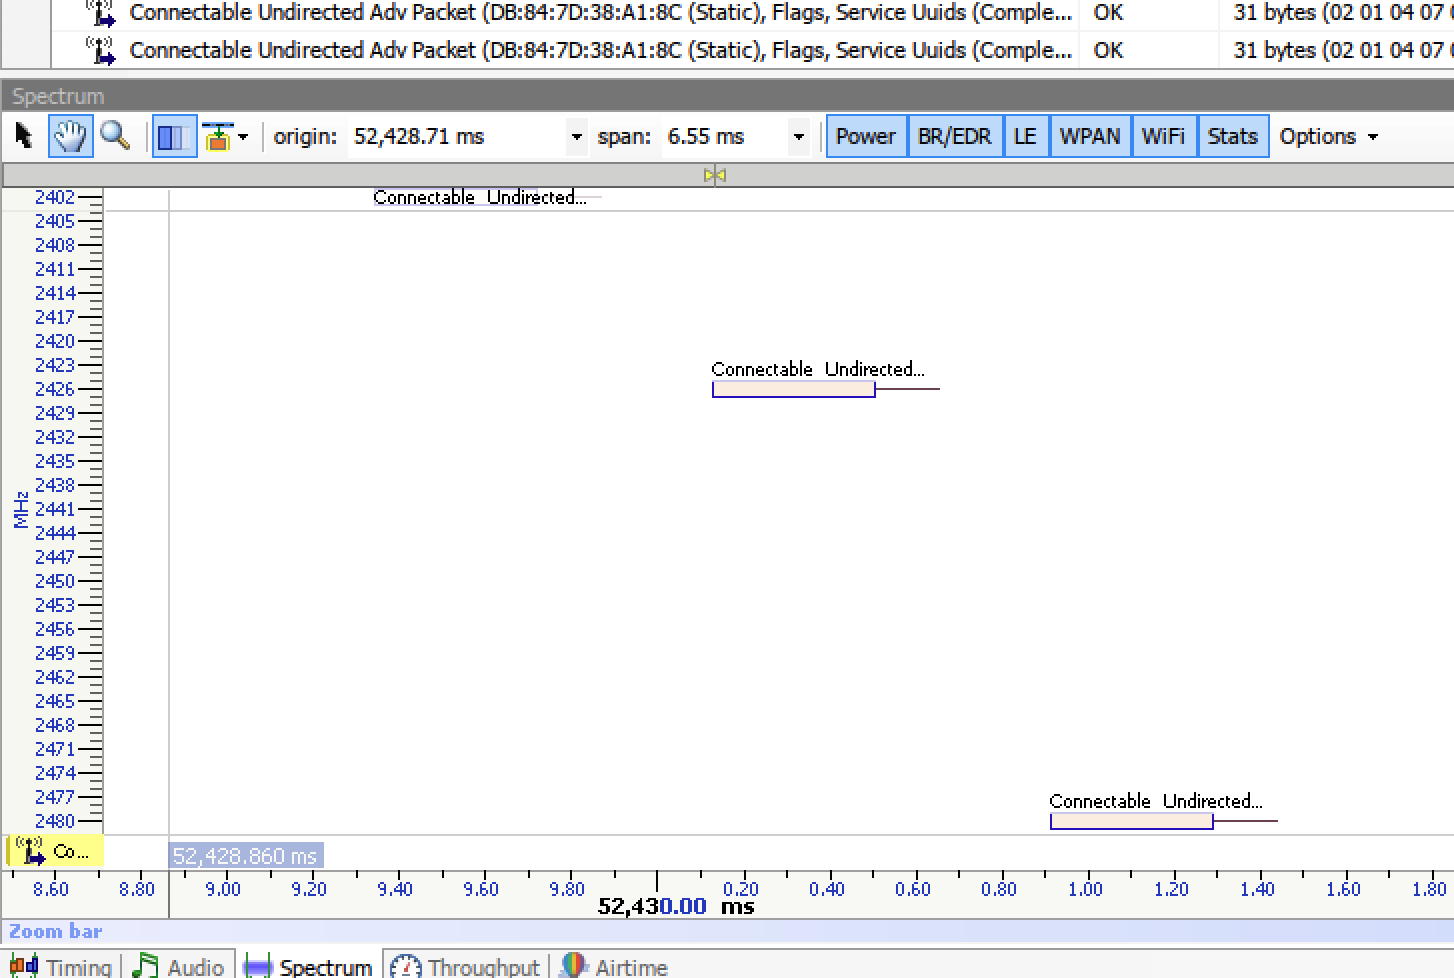 Connectable Undirected Adv Packet (DB:84:7D:38:A1:8C (Static), Flags, Service Uuids (Comple... OK 31 bytes (02 01 04 07
Connectable Undirected Adv Packet (DB:84:7D:38:A1:8C (Static), Flags, Service Uuids (Comple... OK 31 bytes (02 01 04 07
Spectrum
origin: 52,428.71 ms span: 6.55 ms Power BR/EDR LE WPAN WiFi Stats Options
2402 Connectable Undirected...
2405
2408
2411
2414
2417
2420
2423 Connectable Undirected...
2426
2429
2432
2435
2438
2441
MHz
2444
2447
2450
2453
2456
2459
2462
2465
2468
2471
2474
2477 Connectable Undirected...
2480
Co... 52,428.860 ms
8.60 8.80 9.00 9.20 9.40 9.60 9.80 0.20 0.40 0.60 0.80 1.00 1.20 1.40 1.60 1.80
52,430.00 ms
Zoom bar
Timing Audio Spectrum Throughput Airtime